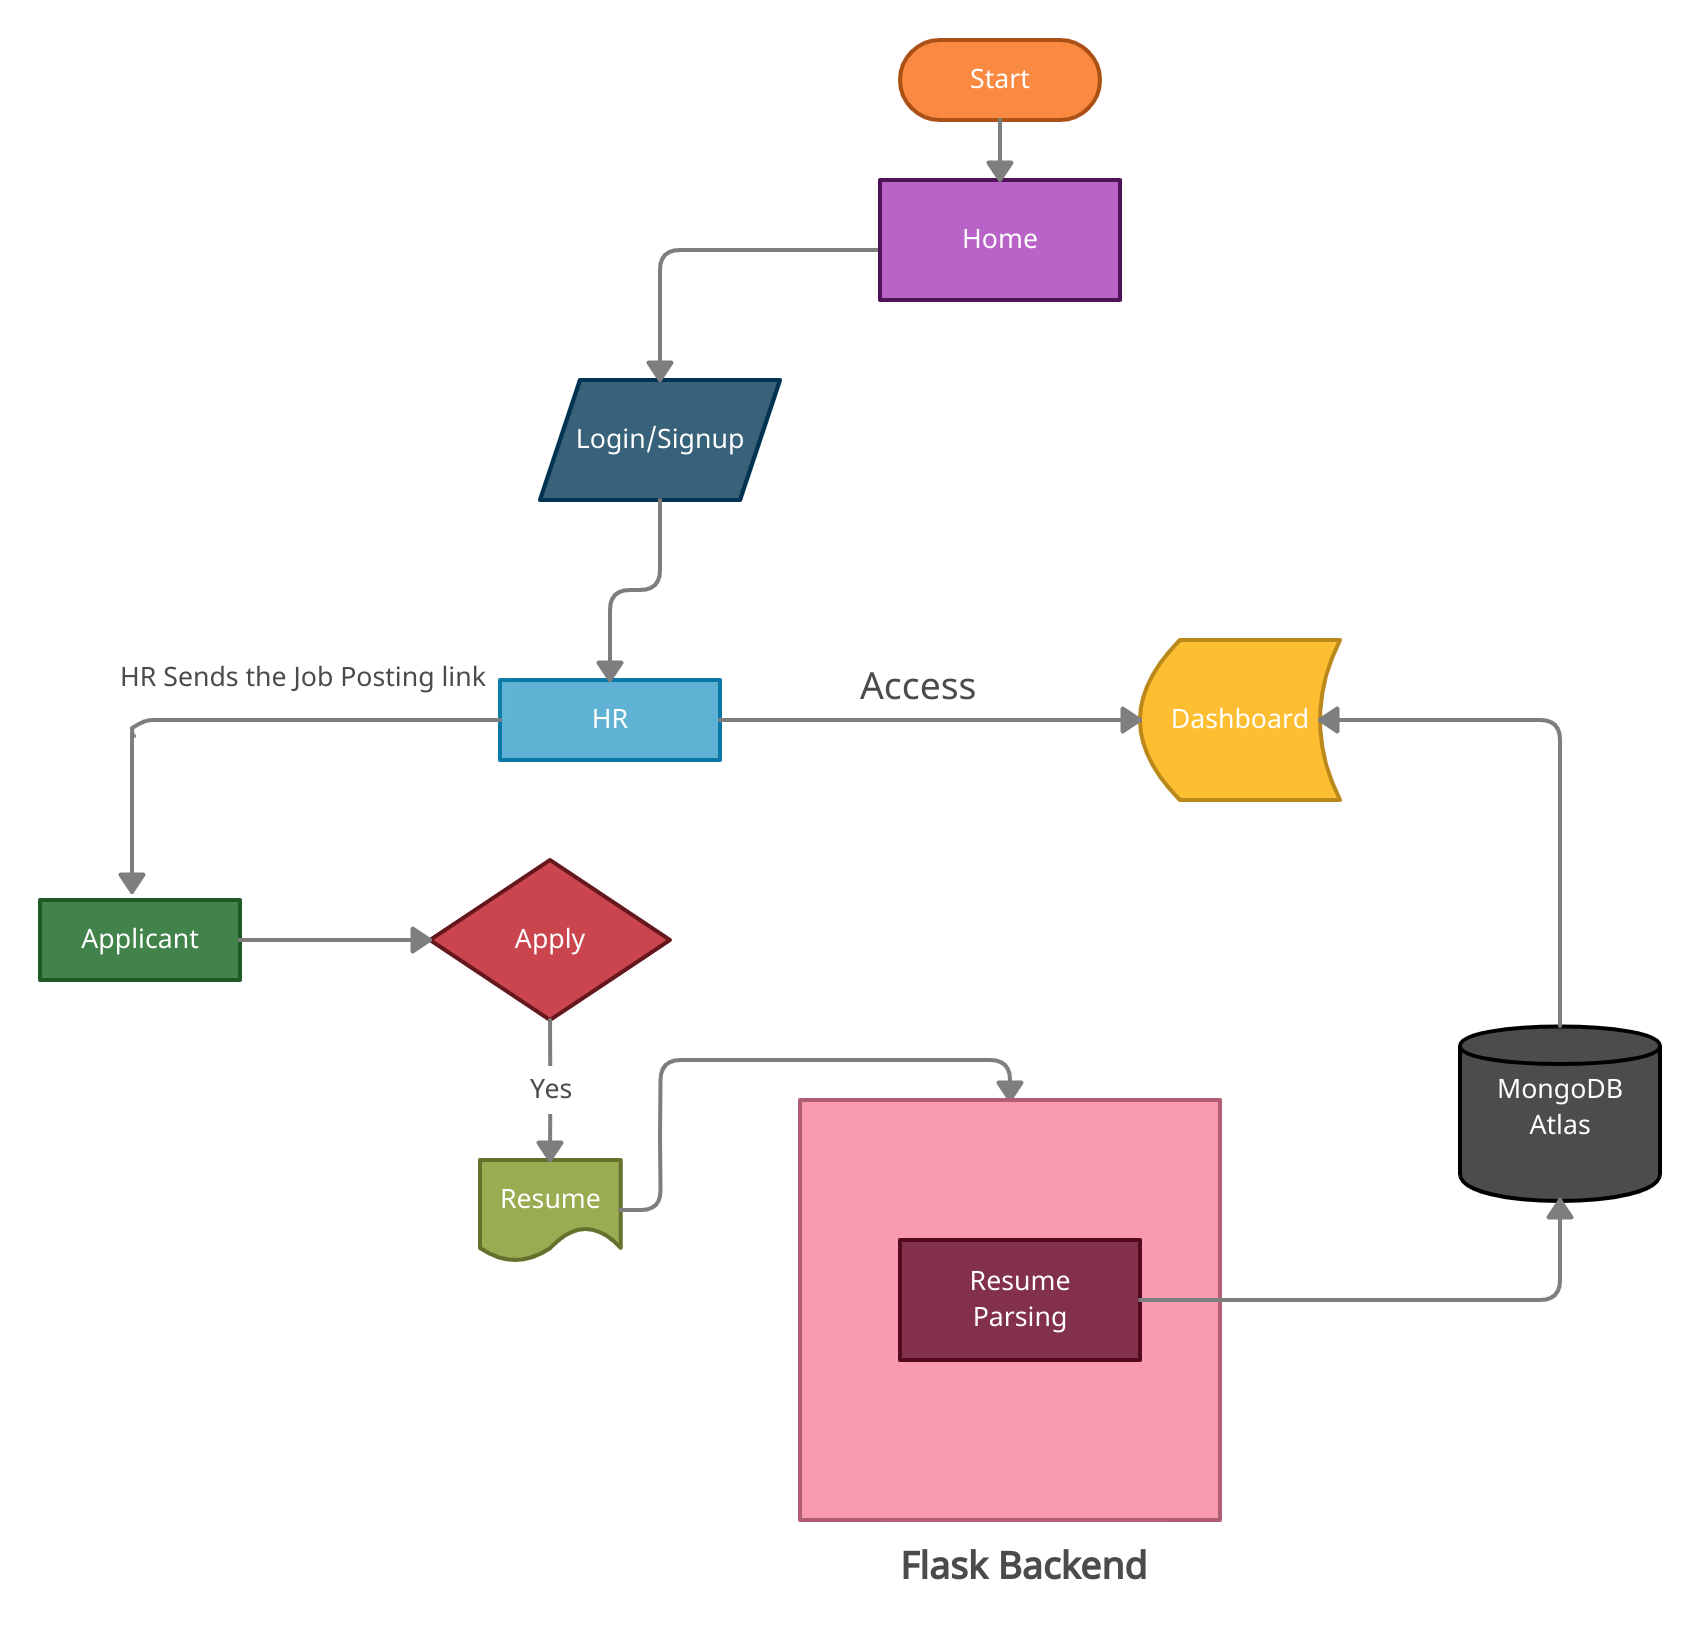 Start
Home
Login/Signup
HR Sends the Job Posting link
HR
Access
Dashboard
Applicant
Apply
Yes
Resume
MongoDB
Atlas
Resume
Parsing
Flask Backend